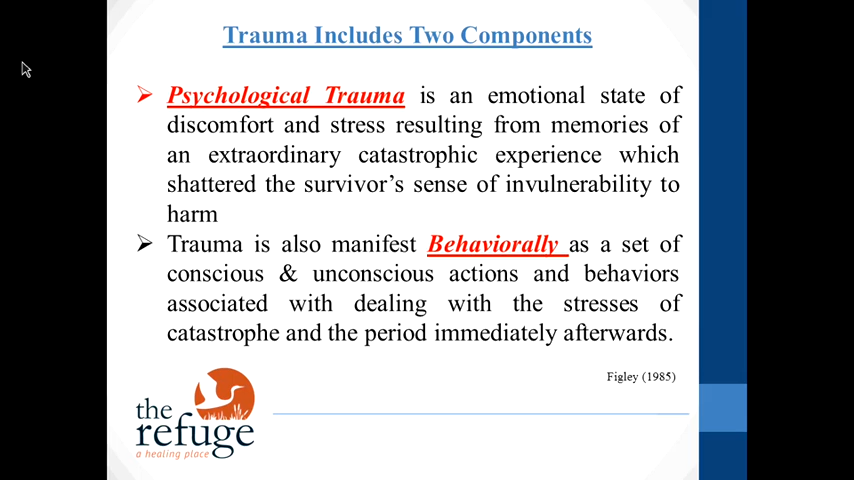 Trauma Includes Two Components
Psychological Trauma is an emotional state of
discomfort and stress resulting from memories of
an extraordinary catastrophic experience which
shattered the survivor’s sense of invulnerability to
harm
Trauma is also manifest Behaviorally as a set of
conscious & unconscious actions and behaviors
associated with dealing with the stresses of
catastrophe and the period immediately afterwards.
Figley (1985)
the
refuge
a healing place